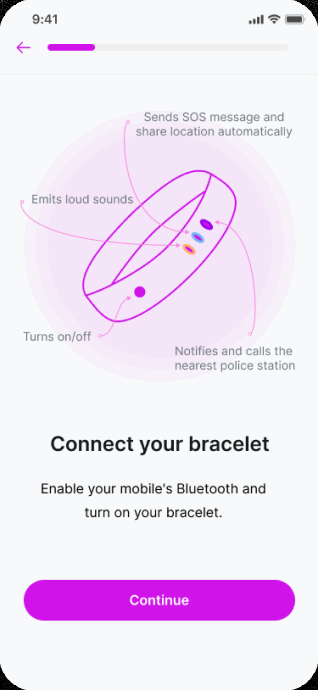 9:41
Sends SOS message and
share location automatically
Emits loud sounds
Turns on/off
Notifies and calls the
nearest police station
Connect your bracelet
Enable your mobile's Bluetooth and
turn on your bracelet.
Continue